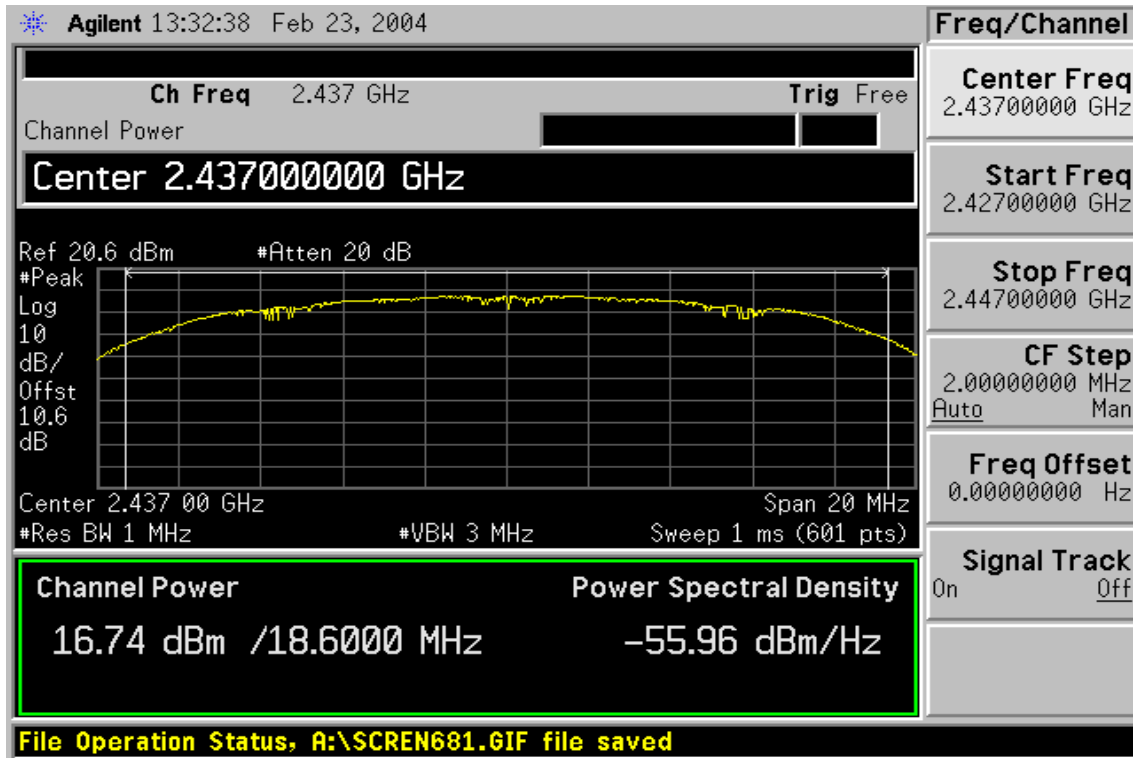 Agilent 13:32:38 Feb 23, 2004
Ch Freq 2.437 GHz Trig Free
Channel Power
Center 2.437000000 GHz
Ref 20.6 dBm #Atten 20 dB
#Peak
Log
10
dB/
Offst
10.6
dB
Center 2.437 00 GHz Span 20 MHz
#Res BW 1 MHz #VBW 3 MHz Sweep 1 ms (601 pts)
Channel Power Power Spectral Density
16.74 dBm /18.6000 MHz -55.96 dBm/Hz
File Operation Status, A:\SCREN681.GIF file saved
Freq/Channel
Center Freq
2.43700000 GHz
Start Freq
2.42700000 GHz
Stop Freq
2.44700000 GHz
CF Step
2.00000000 MHz
Auto Man
Freq Offset
0.00000000 Hz
Signal Track
On Off